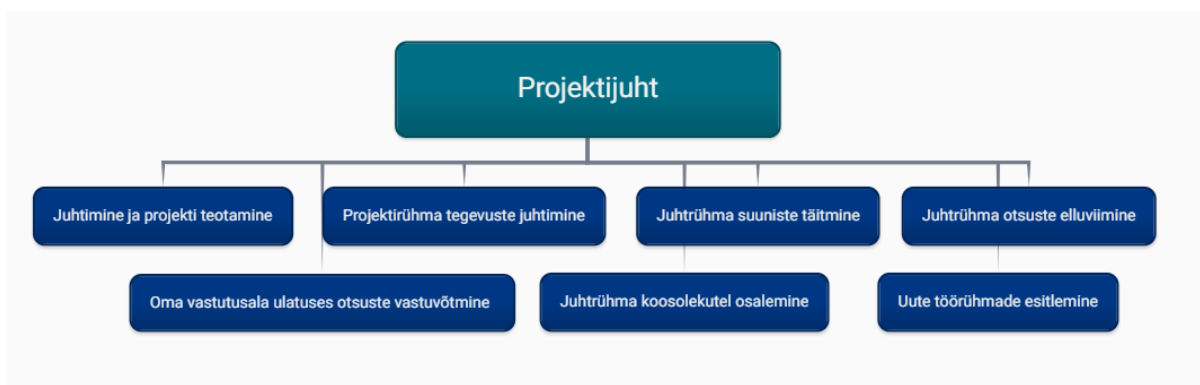 Projektijuht
Juhtimine ja projekti teotamine
Projektirühma tegevuste juhtimine
Juhtrühma suuniste täitmine
Juhtrühma otsuste elluviimine
Oma vastutusala ulatuses otsuste vastuvõtmine
Juhtrühma koosolekutel osalemine
Uute töörühmade esitlemine